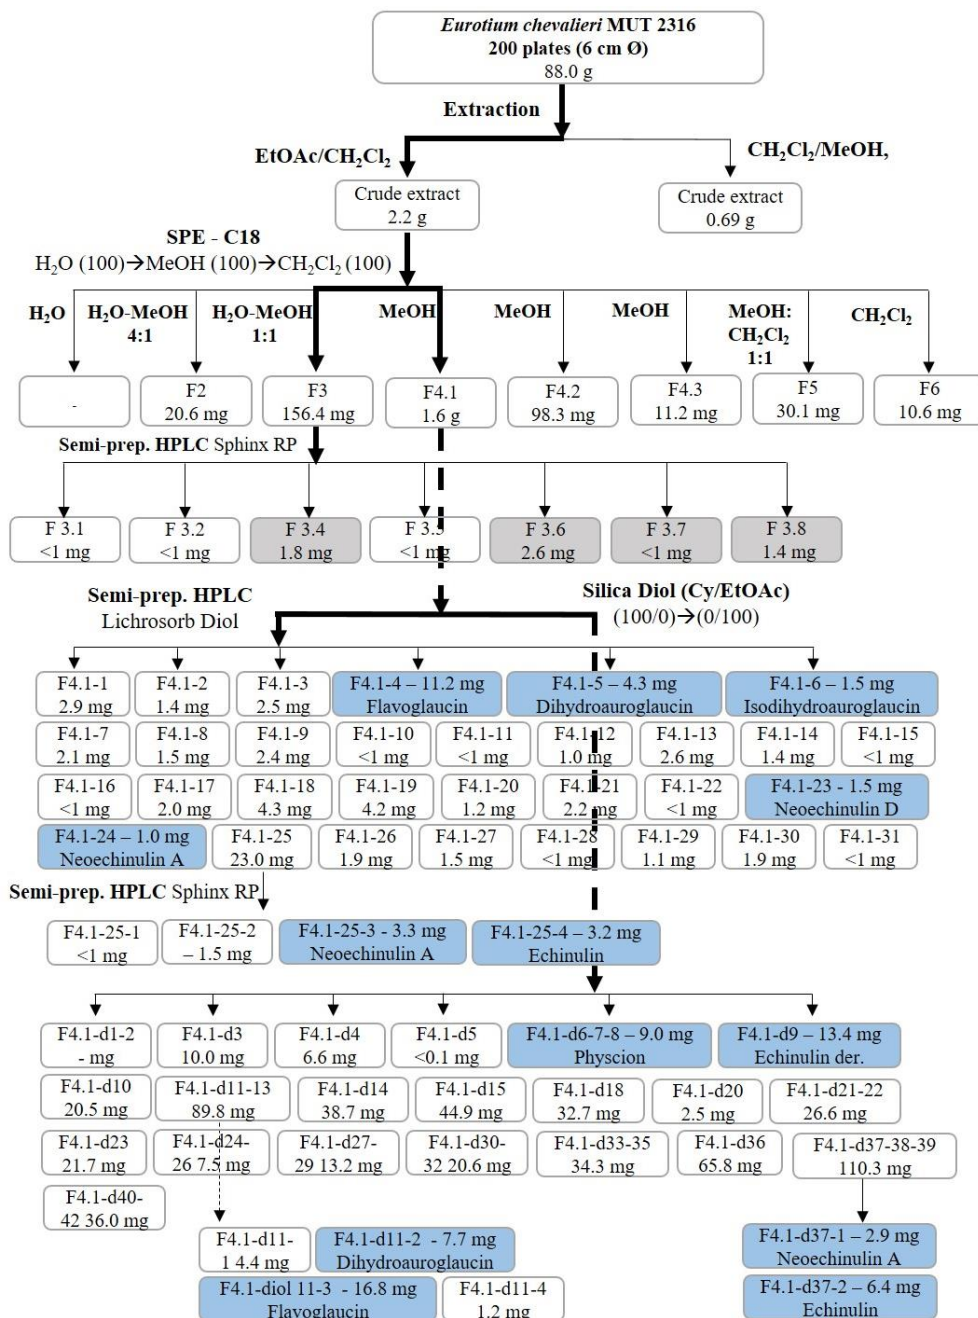 Eurotium chevalieri MUT 2316
200 plates (6 cm Ø)
88.0 g
Extraction
EtOAc/CH₂Cl₂
CH₂Cl₂/MeOH,
Crude extract
2.2 g
Crude extract
0.69 g
SPE - C18
H₂O (100)→MeOH (100)→CH₂Cl₂ (100)
H₂O
H₂O-MeOH
4:1
H₂O-MeOH
1:1
MeOH
MeOH
MeOH
MeOH:
CH₂Cl₂
1:1
CH₂Cl₂
-
F2
20.6 mg
F3
156.4 mg
F4.1
1.6 g
F4.2
98.3 mg
F4.3
11.2 mg
F5
30.1 mg
F6
10.6 mg
Semi-prep. HPLC Sphinx RP
F 3.1
<1 mg
F 3.2
<1 mg
F 3.4
1.8 mg
F 3.5
<1 mg
F 3.6
2.6 mg
F 3.7
<1 mg
F 3.8
1.4 mg
Semi-prep. HPLC
Lichrosorb Diol
Silica Diol (Cy/EtOAc)
(100/0)→(0/100)
F4.1-1
2.9 mg
F4.1-2
1.4 mg
F4.1-3
2.5 mg
F4.1-4 – 11.2 mg
Flavoglaucin
F4.1-5 – 4.3 mg
Dihydroauroglaucin
F4.1-6 – 1.5 mg
Isodihydroauroglaucin
F4.1-7
2.1 mg
F4.1-8
1.5 mg
F4.1-9
2.4 mg
F4.1-10
<1 mg
F4.1-11
<1 mg
F4.1-12
1.0 mg
F4.1-13
2.6 mg
F4.1-14
1.4 mg
F4.1-15
<1 mg
F4.1-16
<1 mg
F4.1-17
2.0 mg
F4.1-18
4.3 mg
F4.1-19
4.2 mg
F4.1-20
1.2 mg
F4.1-21
2.2 mg
F4.1-22
<1 mg
F4.1-23 - 1.5 mg
Neoechinulin D
F4.1-24 – 1.0 mg
Neoechinulin A
F4.1-25
23.0 mg
F4.1-26
1.9 mg
F4.1-27
1.5 mg
F4.1-28
<1 mg
F4.1-29
1.1 mg
F4.1-30
1.9 mg
F4.1-31
<1 mg
Semi-prep. HPLC Sphinx RP
F4.1-25-1
<1 mg
F4.1-25-2
– 1.5 mg
F4.1-25-3 - 3.3 mg
Neoechinulin A
F4.1-25-4 – 3.2 mg
Echinulin
F4.1-d1-2
- mg
F4.1-d3
10.0 mg
F4.1-d4
6.6 mg
F4.1-d5
<0.1 mg
F4.1-d6-7-8 – 9.0 mg
Physcion
F4.1-d9 – 13.4 mg
Echinulin der.
F4.1-d10
20.5 mg
F4.1-d11-13
89.8 mg
F4.1-d14
38.7 mg
F4.1-d15
44.9 mg
F4.1-d18
32.7 mg
F4.1-d20
2.5 mg
F4.1-d21-22
26.6 mg
F4.1-d23
21.7 mg
F4.1-d24-
26 7.5 mg
F4.1-d27-
29 13.2 mg
F4.1-d30-
32 20.6 mg
F4.1-d33-35
34.3 mg
F4.1-d36
65.8 mg
F4.1-d37-38-39
110.3 mg
F4.1-d40-
42 36.0 mg
F4.1-d11-
1 4.4 mg
F4.1-d11-2 - 7.7 mg
Dihydroauroglaucin
F4.1-d37-1 – 2.9 mg
Neoechinulin A
F4.1-diol 11-3 - 16.8 mg
Flavoglaucin
F4.1-d11-4
1.2 mg
F4.1-d37-2 – 6.4 mg
Echinulin